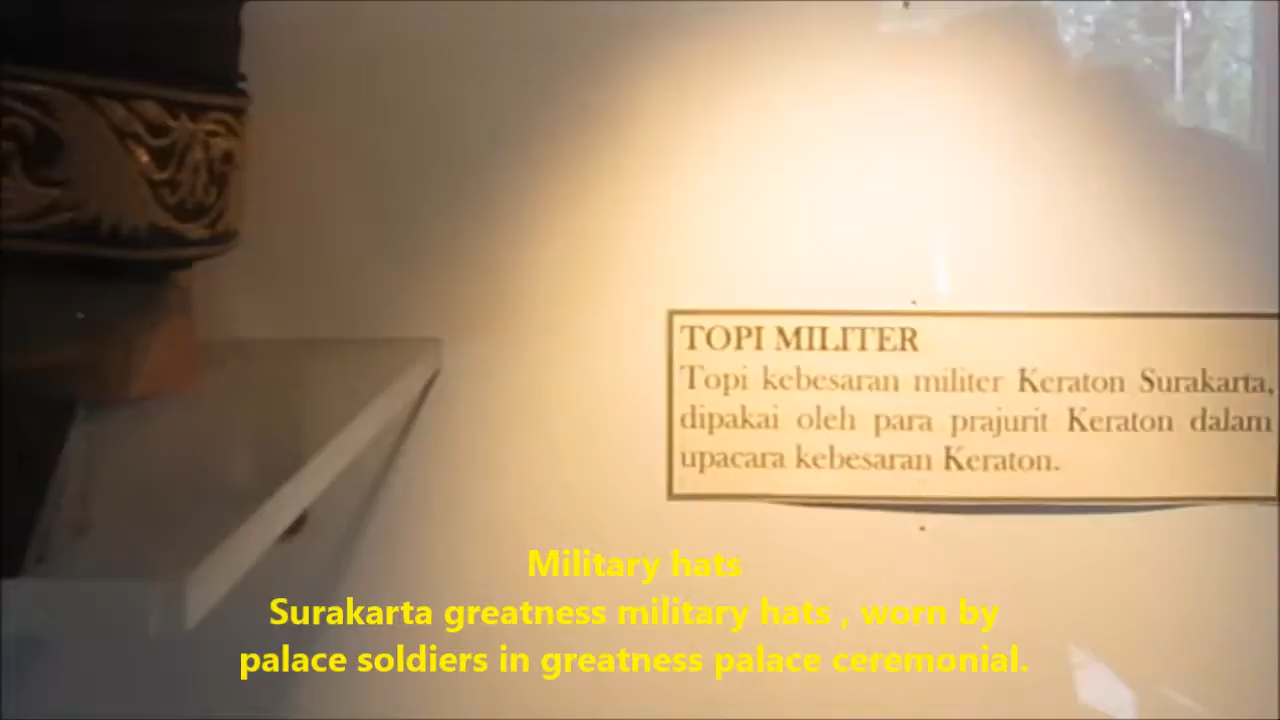 TOPI MILITER
Topi kebesaran militer Keraton Surakarta,
dipakai oleh para prajurit Keraton dalam
upacara kebesaran Keraton.
Military hats
Surakarta greatness military hats , worn by
palace soldiers in greatness palace ceremonial.